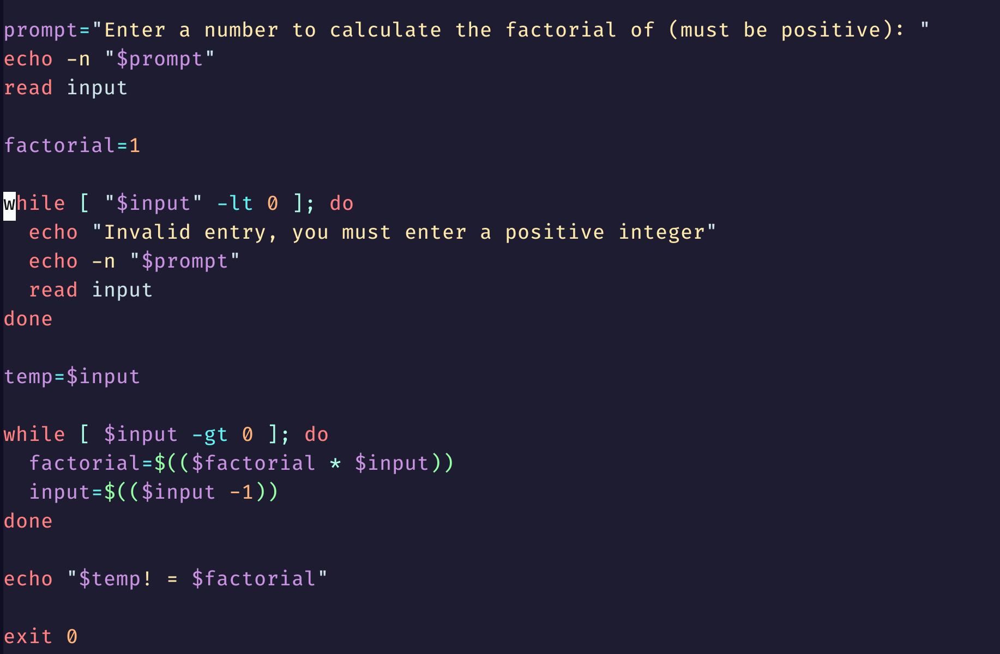 prompt="Enter a number to calculate the factorial of (must be positive): "
echo -n "$prompt"
read input

factorial=1

while [ "$input" -lt 0 ]; do
  echo "Invalid entry, you must enter a positive integer"
  echo -n "$prompt"
  read input
done

temp=$input

while [ $input -gt 0 ]; do
  factorial=$(($factorial * $input))
  input=$(($input -1))
done

echo "$temp! = $factorial"

exit 0